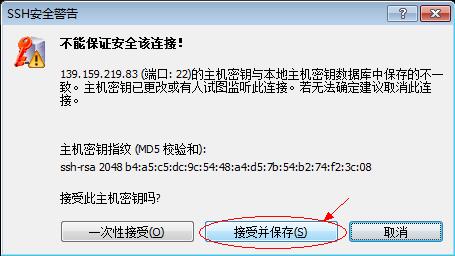 SSH安全警告
不能保证安全该连接！
139.159.219.83 (端口: 22)的主机密钥与本地主机密钥数据库中保存的不一
致。主机密钥已更改或有人试图监听此连接。若无法确定建议取消此连
接。
主机密钥指纹 (MD5 校验和):
ssh-rsa 2048 b4:a5:c5:dc:9c:54:48:a4:d5:7b:54:b2:74:f2:3c:08
接受此主机密钥吗?
一次性接受(O) 接受并保存(S) 取消